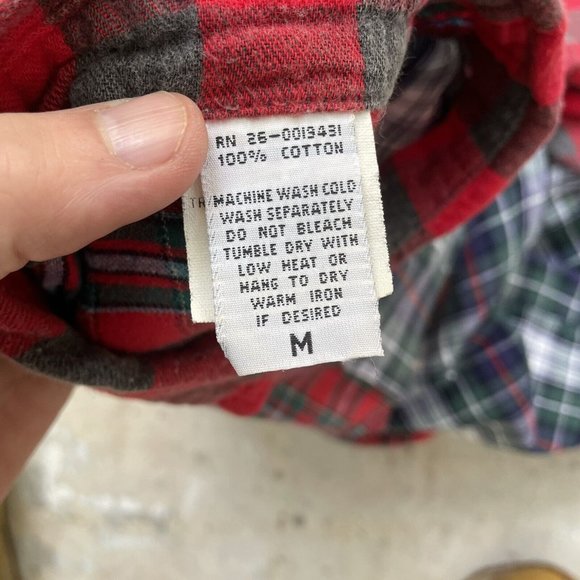 RN 26-0013431
100% COTTON
MACHINE WASH COLD
WASH SEPARATELY
DO NOT BLEACH
TUMBLE DRY WITH
LOW HEAT OR
HANG TO DRY
WARM IRON
IF DESIRED
M